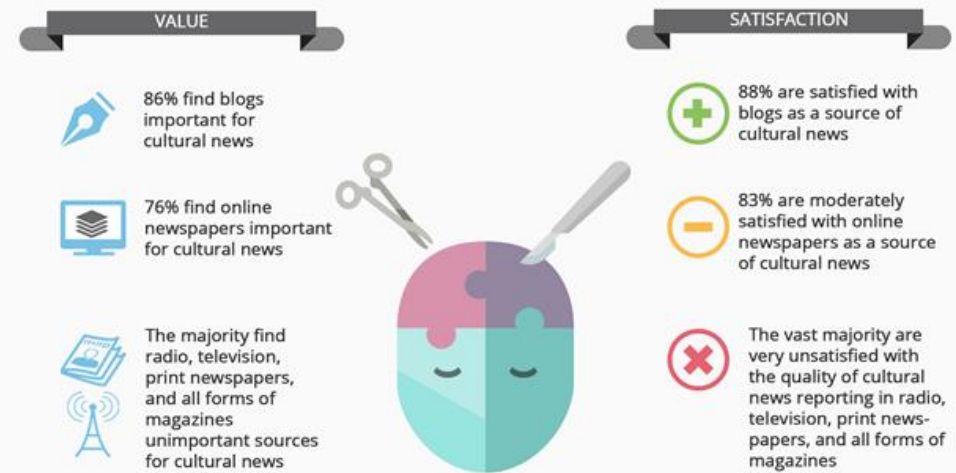 VALUE
86% find blogs
important for
cultural news
76% find online
newspapers important
for cultural news
The majority find
radio, television,
print newspapers,
and all forms of
magazines
unimportant sources
for cultural news
SATISFACTION
88% are satisfied with
blogs as a source of
cultural news
83% are moderately
satisfied with online
newspapers as a source
of cultural news
The vast majority are
very unsatisfied with
the quality of cultural
news reporting in radio,
television, print news-
papers, and all forms of
magazines